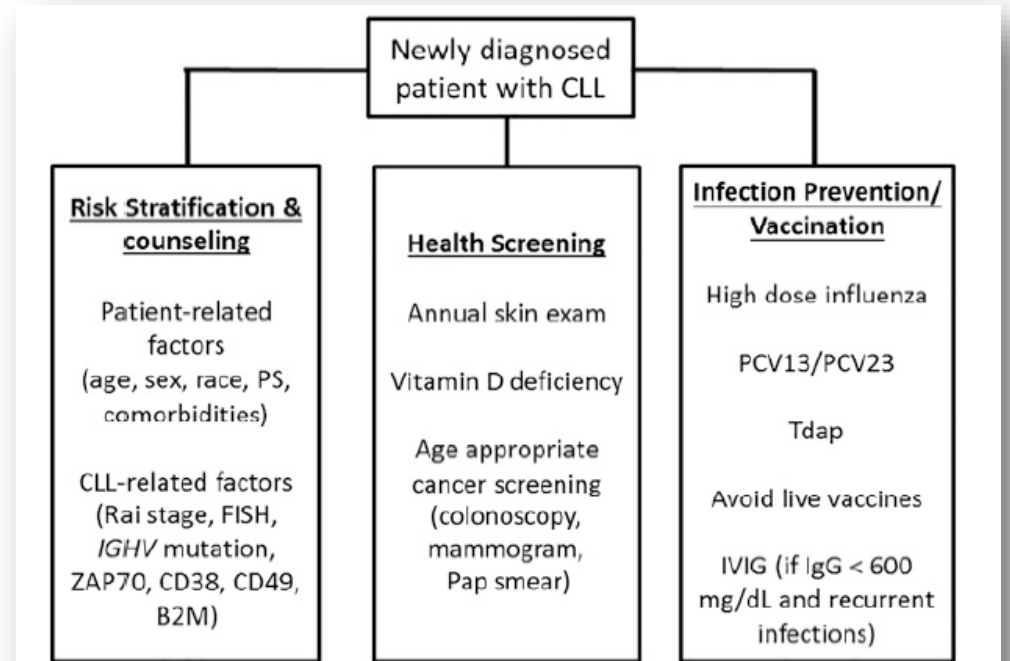 Newly diagnosed
patient with CLL
Risk Stratification &
counseling
Patient-related
factors
(age, sex, race, PS,
comorbidities)
CLL-related factors
(Rai stage, FISH,
IGHV mutation,
ZAP70, CD38, CD49,
B2M)
Health Screening
Annual skin exam
Vitamin D deficiency
Age appropriate
cancer screening
(colonoscopy,
mammogram,
Pap smear)
Infection Prevention/
Vaccination
High dose influenza
PCV13/PCV23
Tdap
Avoid live vaccines
IVIG (if IgG < 600
mg/dL and recurrent
infections)